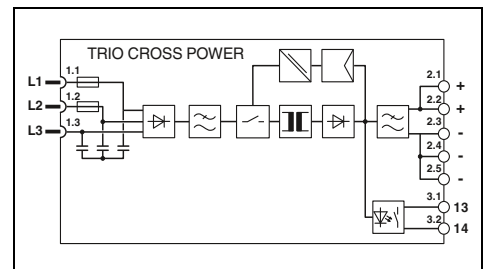 TRIO CROSS POWER
L1 1.1
L2 1.2
L3 1.3
2.1 +
2.2 +
2.3 -
2.4 -
2.5 -
3.1 13
3.2 14